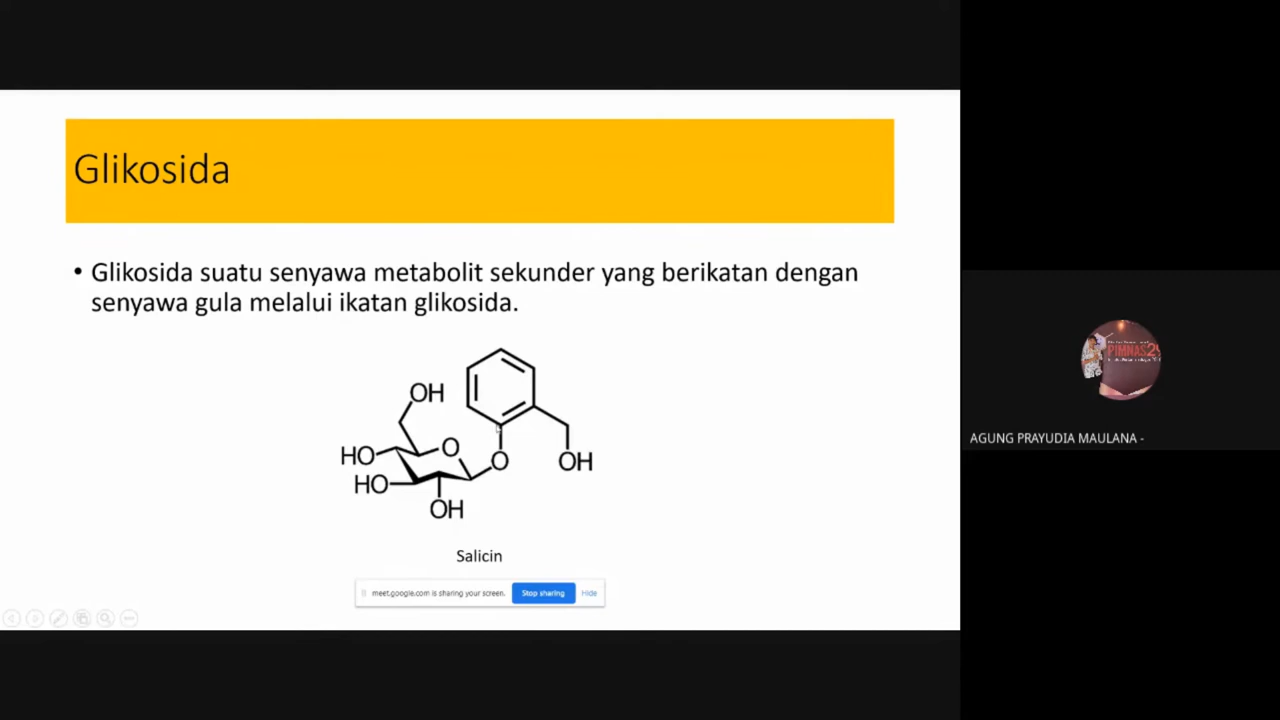 Glikosida
• Glikosida suatu senyawa metabolit sekunder yang berikatan dengan
senyawa gula melalui ikatan glikosida.
OH
HO
O
HO
O
OH
OH
Salicin
meet.google.com is sharing your screen. Stop sharing Hide
PIMNAS29
AGUNG PRAYUDIA MAULANA -